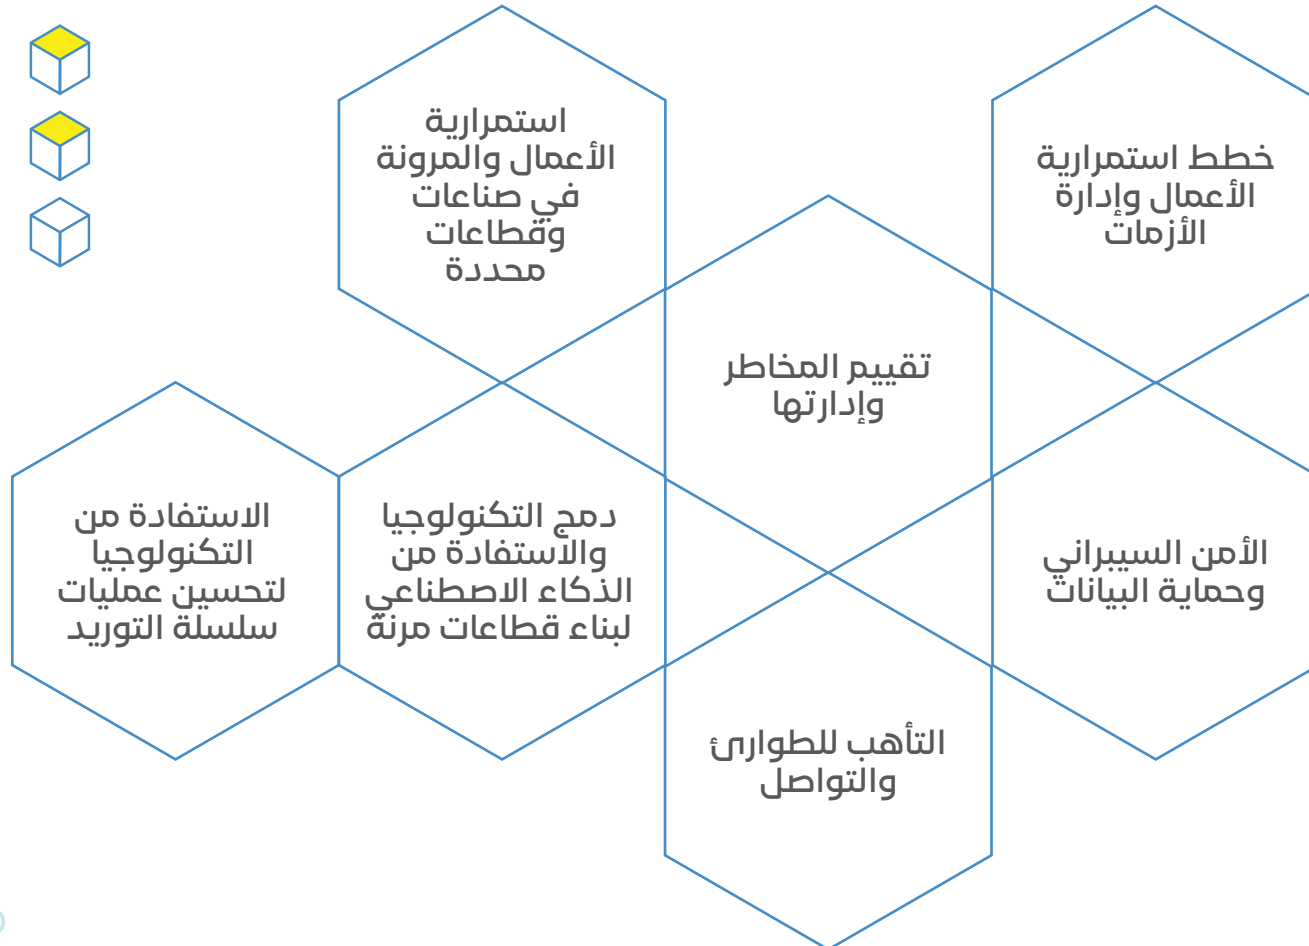 خطط استمرارية
الأعمال وإدارة
الأزمات
استمرارية
الأعمال والمرونة
في صناعات
وقطاعات
محددة
تقييم المخاطر
وإدارتها
الأمن السيبراني
وحماية البيانات
دمج التكنولوجيا
والاستفادة من
الذكاء الاصطناعي
لبناء قطاعات مرنة
الاستفادة من
التكنولوجيا
لتحسين عمليات
سلسلة التوريد
التأهب للطوارئ
والتواصل